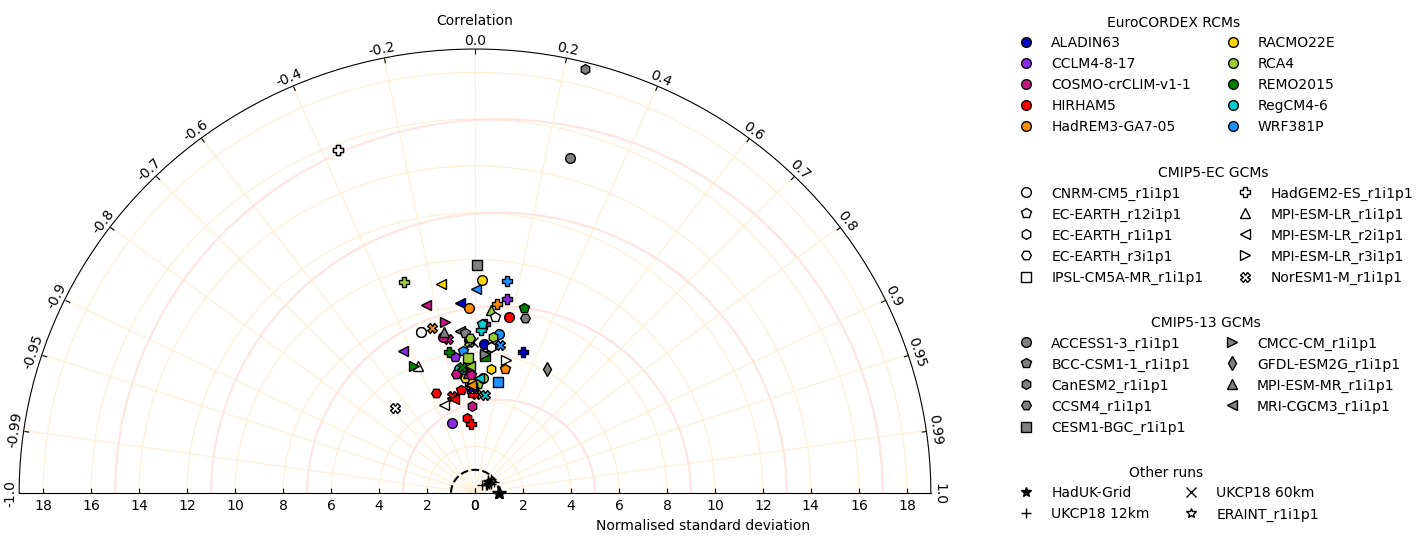 Correlation
-1.0
-0.99
-0.95
-0.9
-0.8
-0.7
-0.6
-0.4
-0.2
0.0
0.2
0.4
0.6
0.7
0.8
0.9
0.95
0.99
1.0
18 16 14 12 10 8 6 4 2 0 2 4 6 8 10 12 14 16 18
Normalised standard deviation
EuroCORDEX RCMs
ALADIN63
CCLM4-8-17
COSMO-crCLIM-v1-1
HIRHAM5
HadREM3-GA7-05
RACMO22E
RCA4
REMO2015
RegCM4-6
WRF381P
CMIP5-EC GCMs
CNRM-CM5_r1i1p1
EC-EARTH_r12i1p1
EC-EARTH_r1i1p1
EC-EARTH_r3i1p1
IPSL-CM5A-MR_r1i1p1
HadGEM2-ES_r1i1p1
MPI-ESM-LR_r1i1p1
MPI-ESM-LR_r2i1p1
MPI-ESM-LR_r3i1p1
NorESM1-M_r1i1p1
CMIP5-13 GCMs
ACCESS1-3_r1i1p1
BCC-CSM1-1_r1i1p1
CanESM2_r1i1p1
CCSM4_r1i1p1
CESM1-BGC_r1i1p1
CMCC-CM_r1i1p1
GFDL-ESM2G_r1i1p1
MPI-ESM-MR_r1i1p1
MRI-CGCM3_r1i1p1
Other runs
HadUK-Grid
UKCP18 12km
UKCP18 60km
ERAINT_r1i1p1